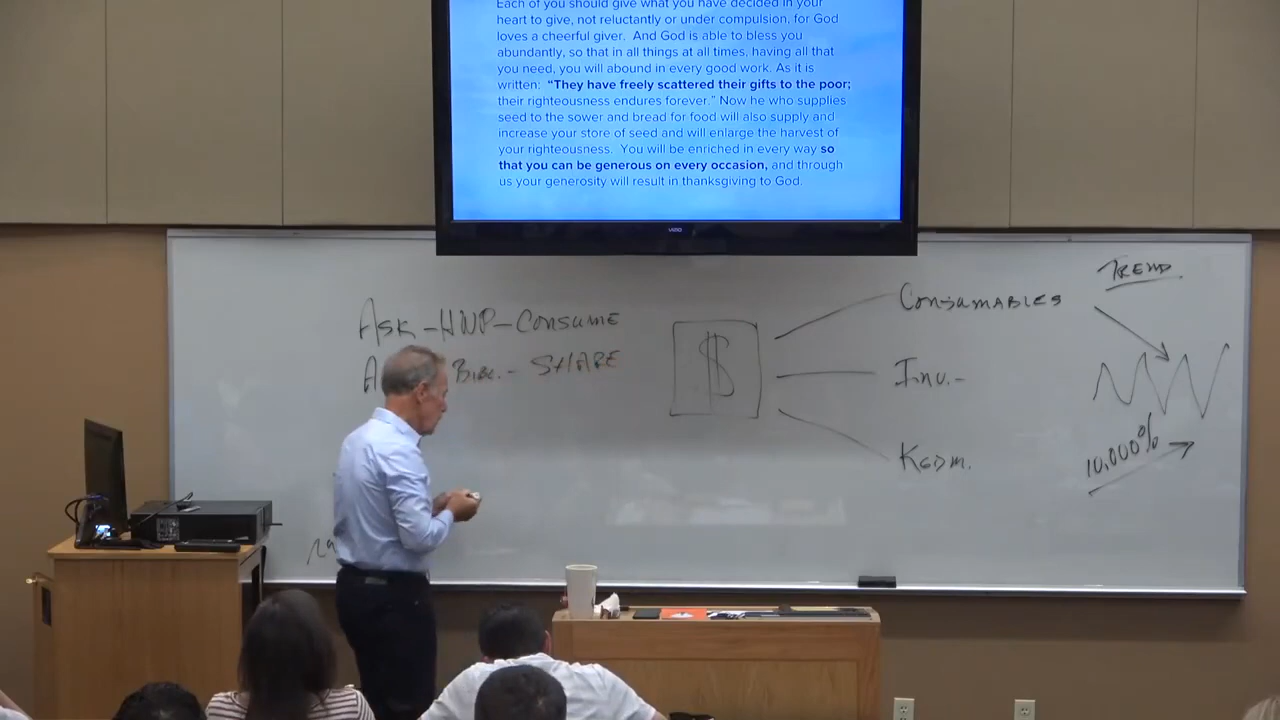 Each of you should give what you have decided in your
heart to give, not reluctantly or under compulsion, for God
loves a cheerful giver. And God is able to bless you
abundantly, so that in all things at all times, having all that
you need, you will abound in every good work. As it is
written: “They have freely scattered their gifts to the poor;
their righteousness endures forever.” Now he who supplies
seed to the sower and bread for food will also supply and
increase your store of seed and will enlarge the harvest of
your righteousness. You will be enriched in every way so
that you can be generous on every occasion, and through
us your generosity will result in thanksgiving to God.
VIZIO
ASK-HNP-CONSUME
A BIBL.- SHARE
$
CONSUMABLES
INV.-
KGDM.
TREND
10,000%